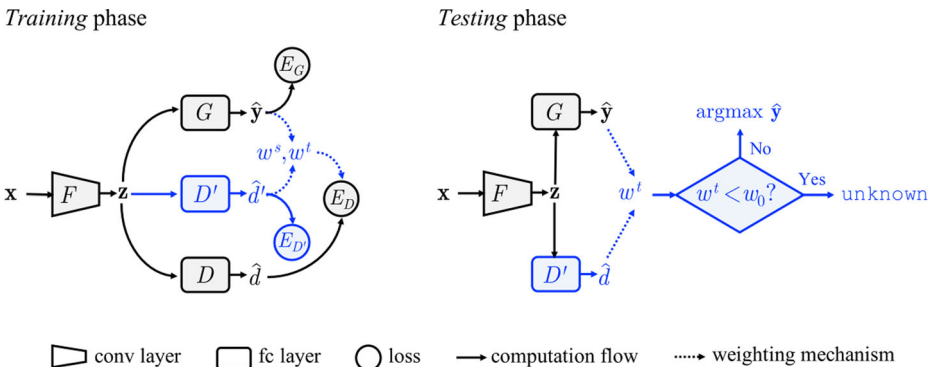 Training phase
Testing phase
E_G
G
ŷ
w^s, w^t
x
F
z
D'
d̂'
E_D
E_D'
D
d̂
G
ŷ
argmax ŷ
No
x
F
z
w^t
w^t < w_0?
Yes
unknown
D'
d̂
conv layer
fc layer
loss
computation flow
weighting mechanism